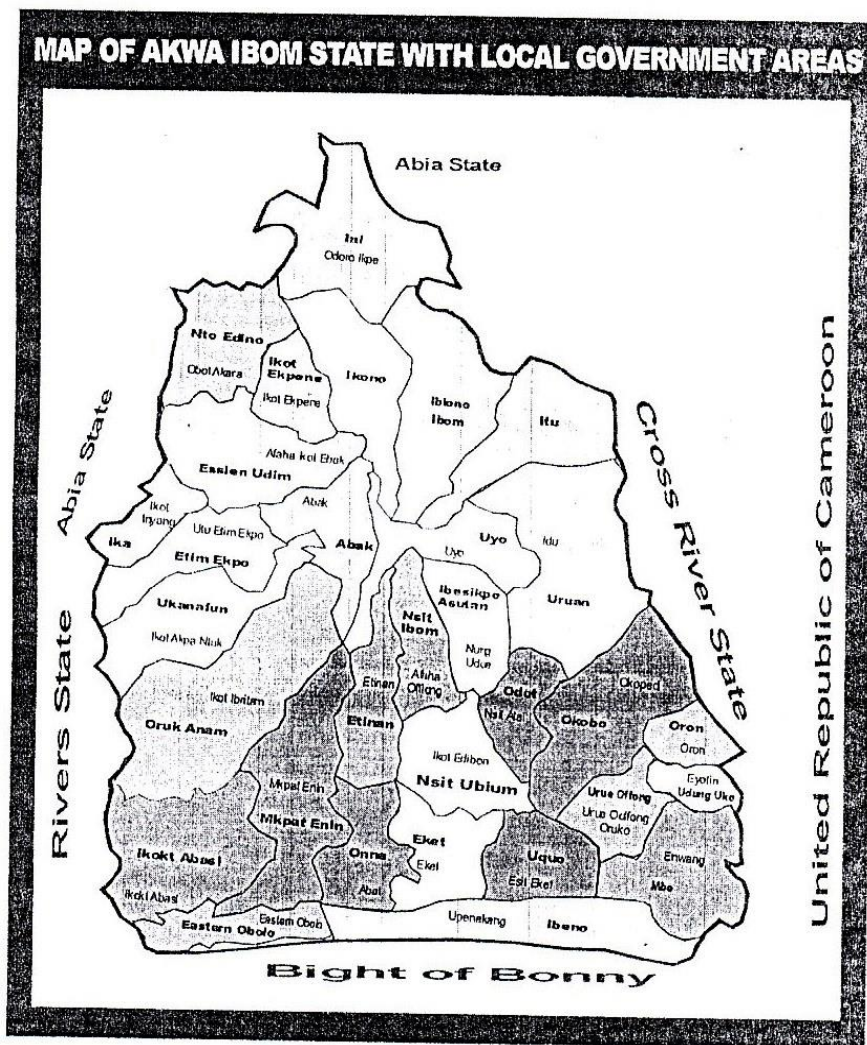 MAP OF AKWA IBOM STATE WITH LOCAL GOVERNMENT AREAS
Abia State
Ini
Odoro Ikpe
Nto Edino
Obot Akara
Ikot
Ekpene
Ikot Ekpene
Ikono
Ibiono
Ibom
Itu
Afaha Ikot Ebak
Essien Udim
Abia State
Cross River State
United Republic of Cameroon
Rivers State
Ikot
Ika
Utu Etim Ekpo
Etim Ekpo
Abak
Abak
Uyo
Uyo
Idu
Uruan
Ibesikpo
Asutan
Nung
Udoe
Ukanafun
Ikot Akpa Nkuk
Nsit
Ibom
Afaha
Offiong
Etinan
Etinan
Odot
Nsit Atai
Okopedi
Okobo
Oron
Oron
Eyofin
Udung Uko
Ikot Ibritam
Oruk Anam
Ikot Edibon
Nsit Ubium
Urue Offong
Urue Odffong
Oruko
Mkpat Enin
Mkpat Enin
Enwang
Mbo
Ikokt Abasi
Ikokt Abasi
Onna
Abat
Eket
Eket
Uquo
Esit Eket
Eastern Obolo
Eastern Obolo
Upenekang
Ibeno
Bight of Bonny